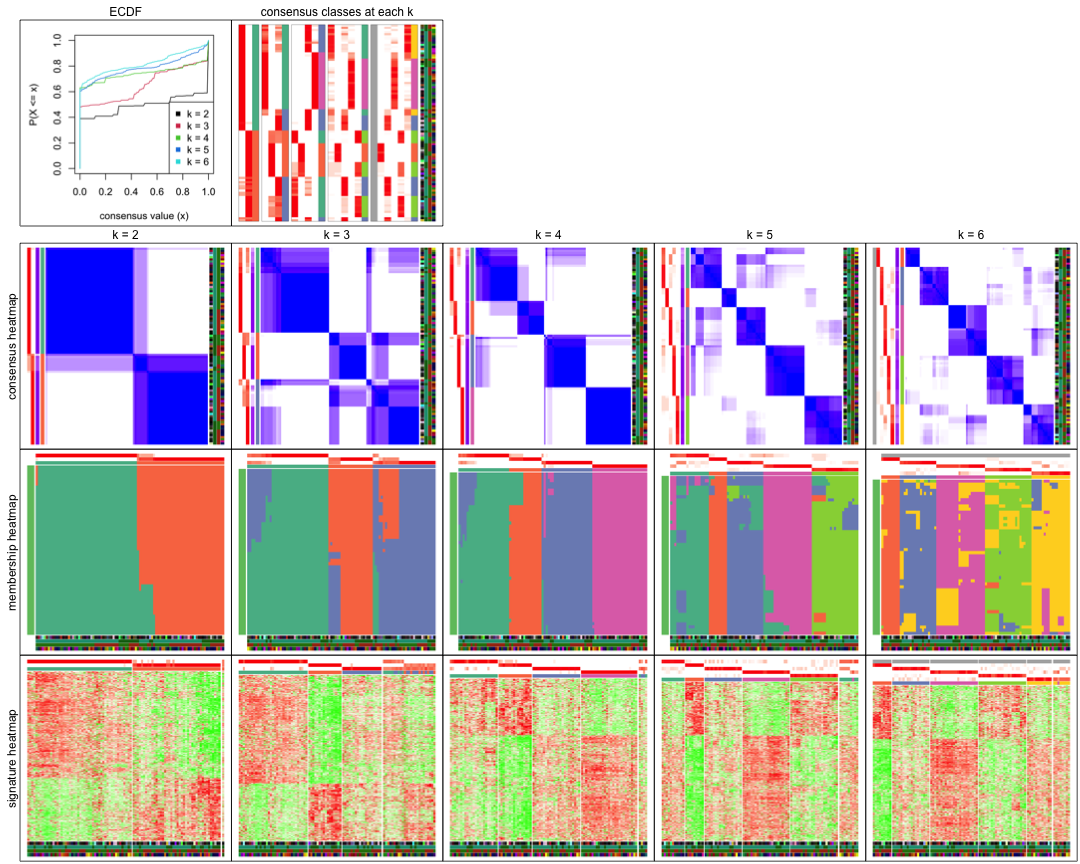 ECDF
consensus classes at each k
P(X <= x)
1.0
0.8
0.6
0.4
0.2
0.0
k = 2
k = 3
k = 4
k = 5
k = 6
0.0 0.2 0.4 0.6 0.8 1.0
consensus value (x)
k = 2
k = 3
k = 4
k = 5
k = 6
consensus heatmap
membership heatmap
signature heatmap